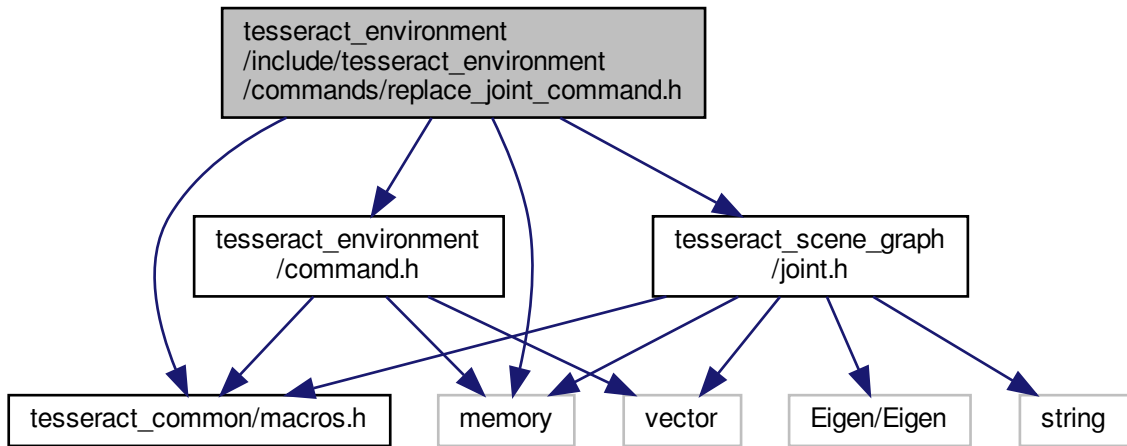 tesseract_environment
/include/tesseract_environment
/commands/replace_joint_command.h
tesseract_environment
/command.h
tesseract_scene_graph
/joint.h
tesseract_common/macros.h
memory
vector
Eigen/Eigen
string